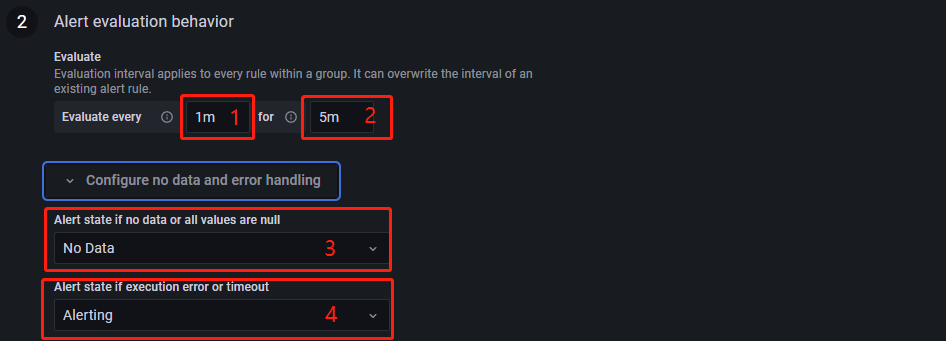 2 Alert evaluation behavior
Evaluate
Evaluation interval applies to every rule within a group. It can overwrite the interval of an
existing alert rule.
Evaluate every 1m 1 for 5m 2
Configure no data and error handling
Alert state if no data or all values are null
No Data 3
Alert state if execution error or timeout
Alerting 4